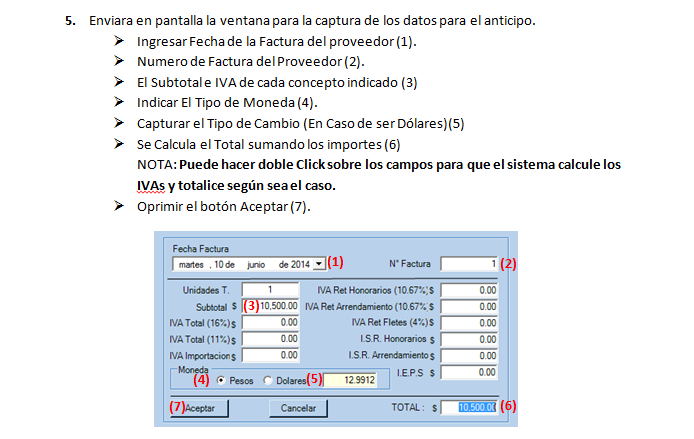 5. Enviara en pantalla la ventana para la captura de los datos para el anticipo.
➤ Ingresar Fecha de la Factura del proveedor (1).
➤ Numero de Factura del Proveedor (2).
➤ El Subtotal e IVA de cada concepto indicado (3)
➤ Indicar El Tipo de Moneda (4).
➤ Capturar el Tipo de Cambio (En Caso de ser Dólares)(5)
➤ Se Calcula el Total sumando los importes (6)
NOTA: Puede hacer doble Click sobre los campos para que el sistema calcule los
IVAs y totalice según sea el caso.
➤ Oprimir el botón Aceptar (7).
Fecha Factura
martes , 10 de junio de 2014 (1) N° Factura 1 (2)
Unidades T. 1 IVA Ret Honorarios (10.67%)$ 0.00
Subtotal $ (3) 10,500.00 IVA Ret Arrendamiento (10.67%$ 0.00
IVA Total (16%)$ 0.00 IVA Ret Fletes (4%)$ 0.00
IVA Total (11%)$ 0.00 I.S.R. Honorarios $ 0.00
IVA Importacion $ 0.00 I.S.R. Arrendamiento $ 0.00
Moneda I.E.P.S $ 0.00
(4) Pesos Dolares (5) 12.9912
(7) Aceptar Cancelar TOTAL : $ 10,500.00 (6)